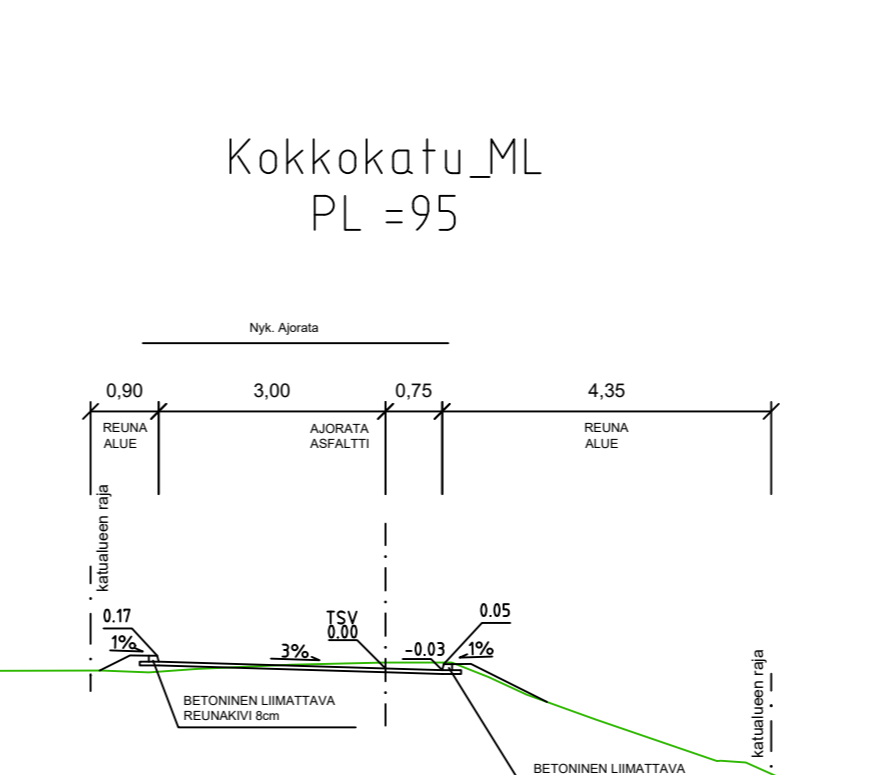 Kokkokatu_ML
PL =95
Nyk. Ajorata
0,90
3,00
0,75
4,35
REUNA
ALUE
AJORATA
ASFALTTI
REUNA
ALUE
katualueen raja
0.17
1%
3%
TSV
0.00
-0.03
0.05
1%
katualueen raja
BETONINEN LIIMATTAVA
REUNAKIVI 8cm
BETONINEN LIIMATTAVA